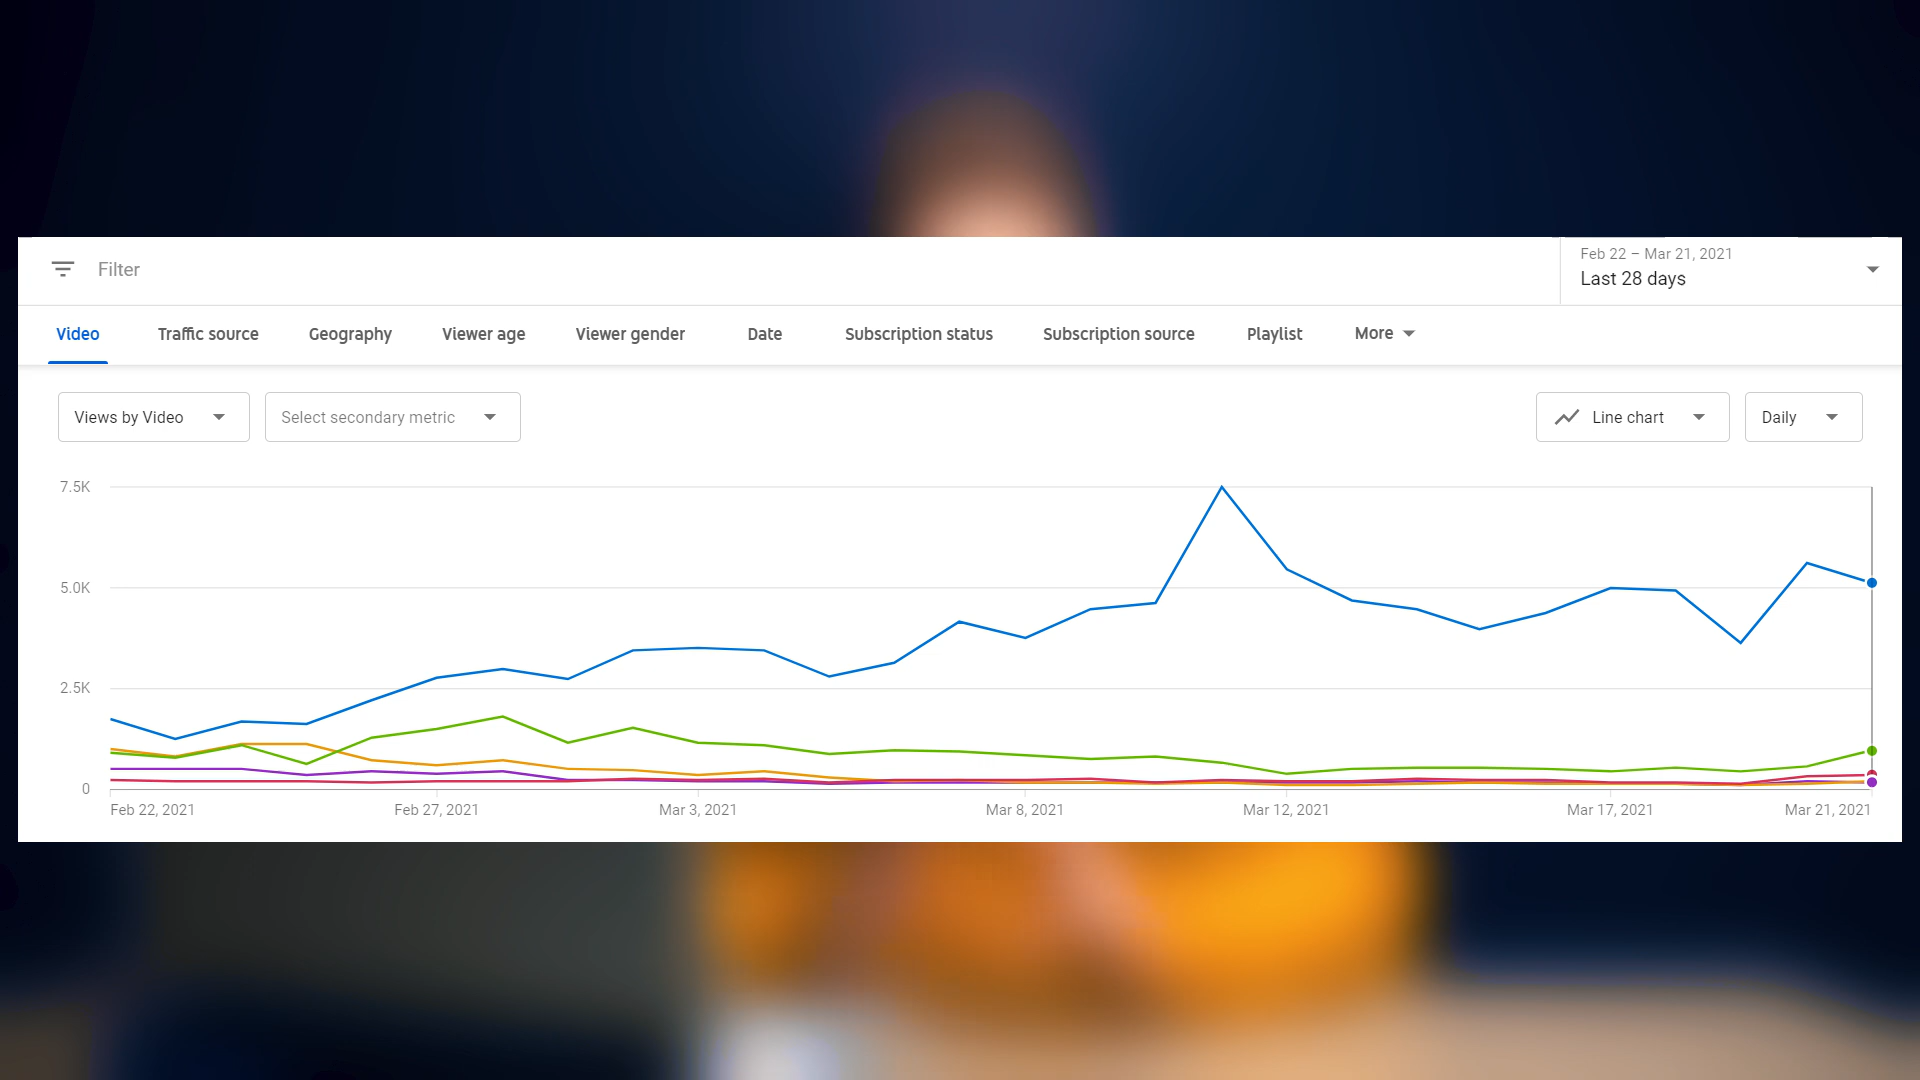 Filter
Feb 22 – Mar 21, 2021
Last 28 days
Video Traffic source Geography Viewer age Viewer gender Date Subscription status Subscription source Playlist More
Views by Video Select secondary metric Line chart Daily
7.5K
5.0K
2.5K
0
Feb 22, 2021 Feb 27, 2021 Mar 3, 2021 Mar 8, 2021 Mar 12, 2021 Mar 17, 2021 Mar 21, 2021